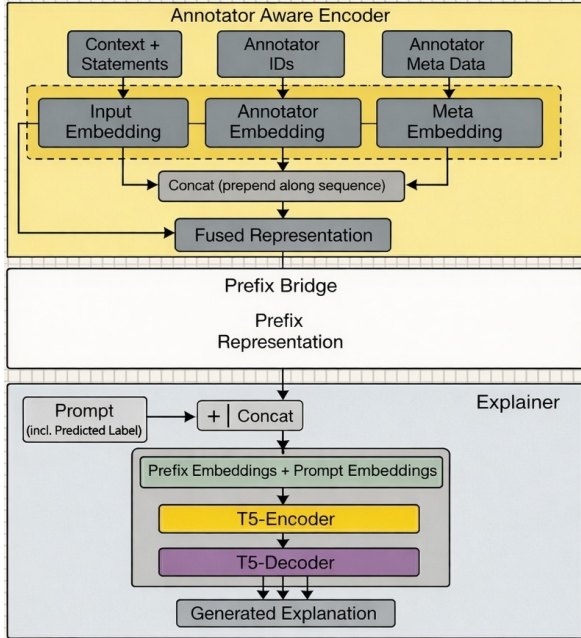 Annotator Aware Encoder
Context +
Statements
Annotator
IDs
Annotator
Meta Data
Input
Embedding
Annotator
Embedding
Meta
Embedding
Concat (prepend along sequence)
Fused Representation
Prefix Bridge
Prefix
Representation
Explainer
Prompt
(incl. Predicted Label)
+ | Concat
Prefix Embeddings + Prompt Embeddings
T5-Encoder
T5-Decoder
Generated Explanation